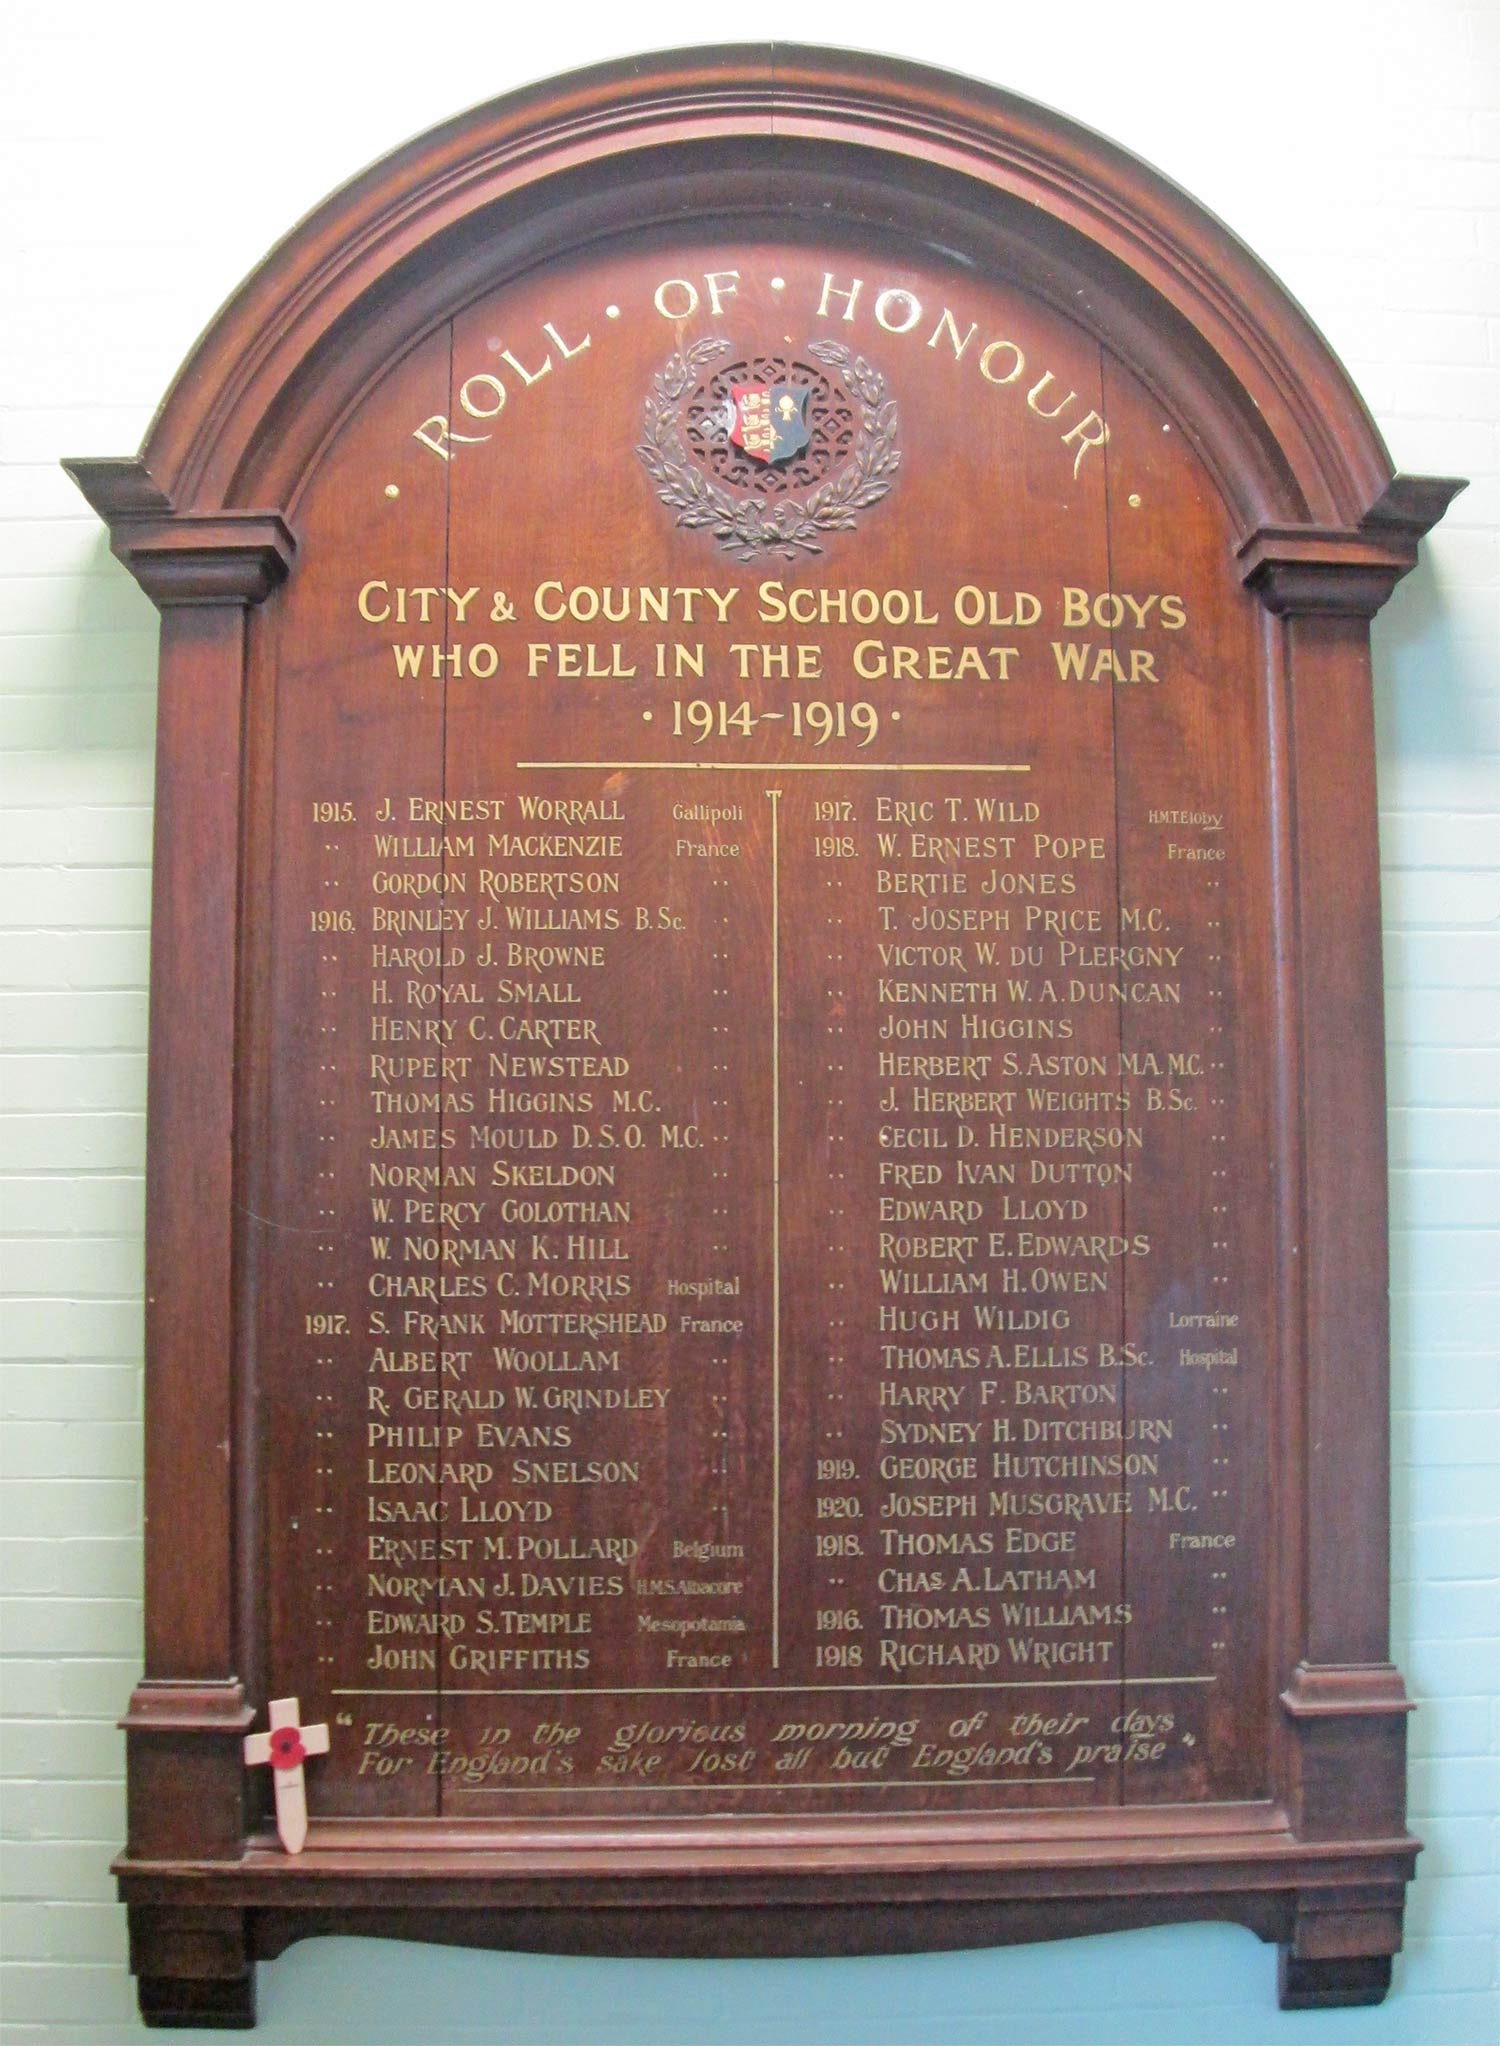 ROLL · OF · HONOUR
CITY & COUNTY SCHOOL OLD BOYS
WHO FELL IN THE GREAT WAR
· 1914-1919 ·
1915. J. ERNEST WORRALL Gallipoli
" WILLIAM MACKENZIE France
" GORDON ROBERTSON "
1916. BRINLEY J. WILLIAMS B.Sc. "
" HAROLD J. BROWNE "
" H. ROYAL SMALL "
" HENRY C. CARTER "
" RUPERT NEWSTEAD "
" THOMAS HIGGINS M.C. "
" JAMES MOULD D.S.O. M.C. "
" NORMAN SKELDON "
" W. PERCY GOLOTHAN "
" W. NORMAN K. HILL "
" CHARLES C. MORRIS Hospital
1917. S. FRANK MOTTERSHEAD France
" ALBERT WOOLLAM "
" R. GERALD W. GRINDLEY "
" PHILIP EVANS "
" LEONARD SNELSON "
" ISAAC LLOYD "
" ERNEST M. POLLARD Belgium
" NORMAN J. DAVIES H.M.S. Albacore
" EDWARD S. TEMPLE Mesopotamia
" JOHN GRIFFITHS France
1917. ERIC T. WILD H.M.T. Eloby
1918. W. ERNEST POPE France
" BERTIE JONES "
" T. JOSEPH PRICE M.C. "
" VICTOR W. DU PLERGNY "
" KENNETH W. A. DUNCAN "
" JOHN HIGGINS "
" HERBERT S. ASTON M.A. M.C. "
" J. HERBERT WEIGHTS B.Sc. "
" CECIL D. HENDERSON "
" FRED IVAN DUTTON "
" EDWARD LLOYD "
" ROBERT E. EDWARDS "
" WILLIAM H. OWEN "
" HUGH WILDIG Lorraine
" THOMAS A. ELLIS B.Sc. Hospital
" HARRY F. BARTON "
" SYDNEY H. DITCHBURN "
1919. GEORGE HUTCHINSON "
1920. JOSEPH MUSGRAVE M.C. "
1918. THOMAS EDGE France
" CHAS A. LATHAM "
1916. THOMAS WILLIAMS "
1918 RICHARD WRIGHT "
"These in the glorious morning of their days
For England's sake lost all but England's praise"